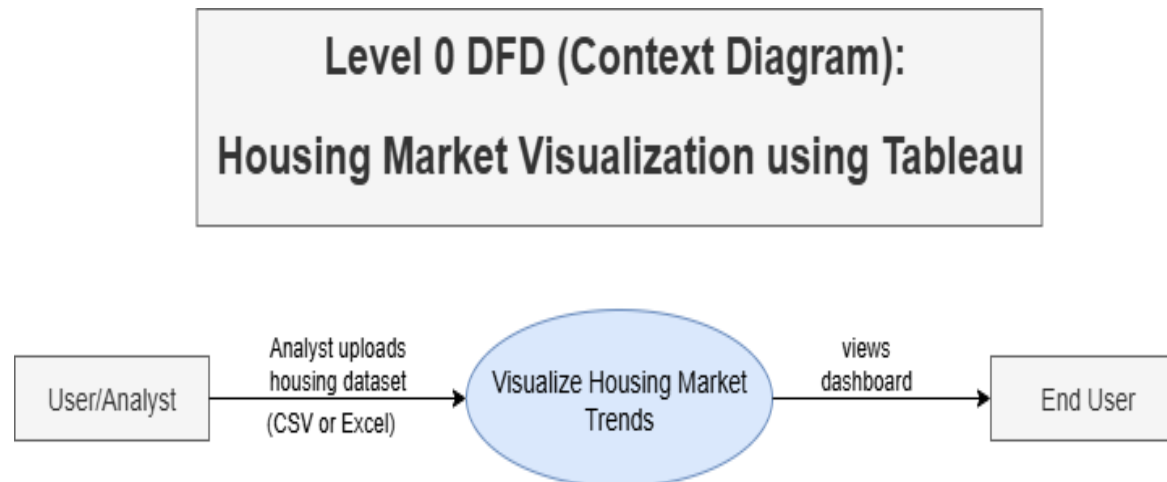 Level 0 DFD (Context Diagram):
Housing Market Visualization using Tableau
User/Analyst
Analyst uploads
housing dataset
(CSV or Excel)
Visualize Housing Market
Trends
views
dashboard
End User